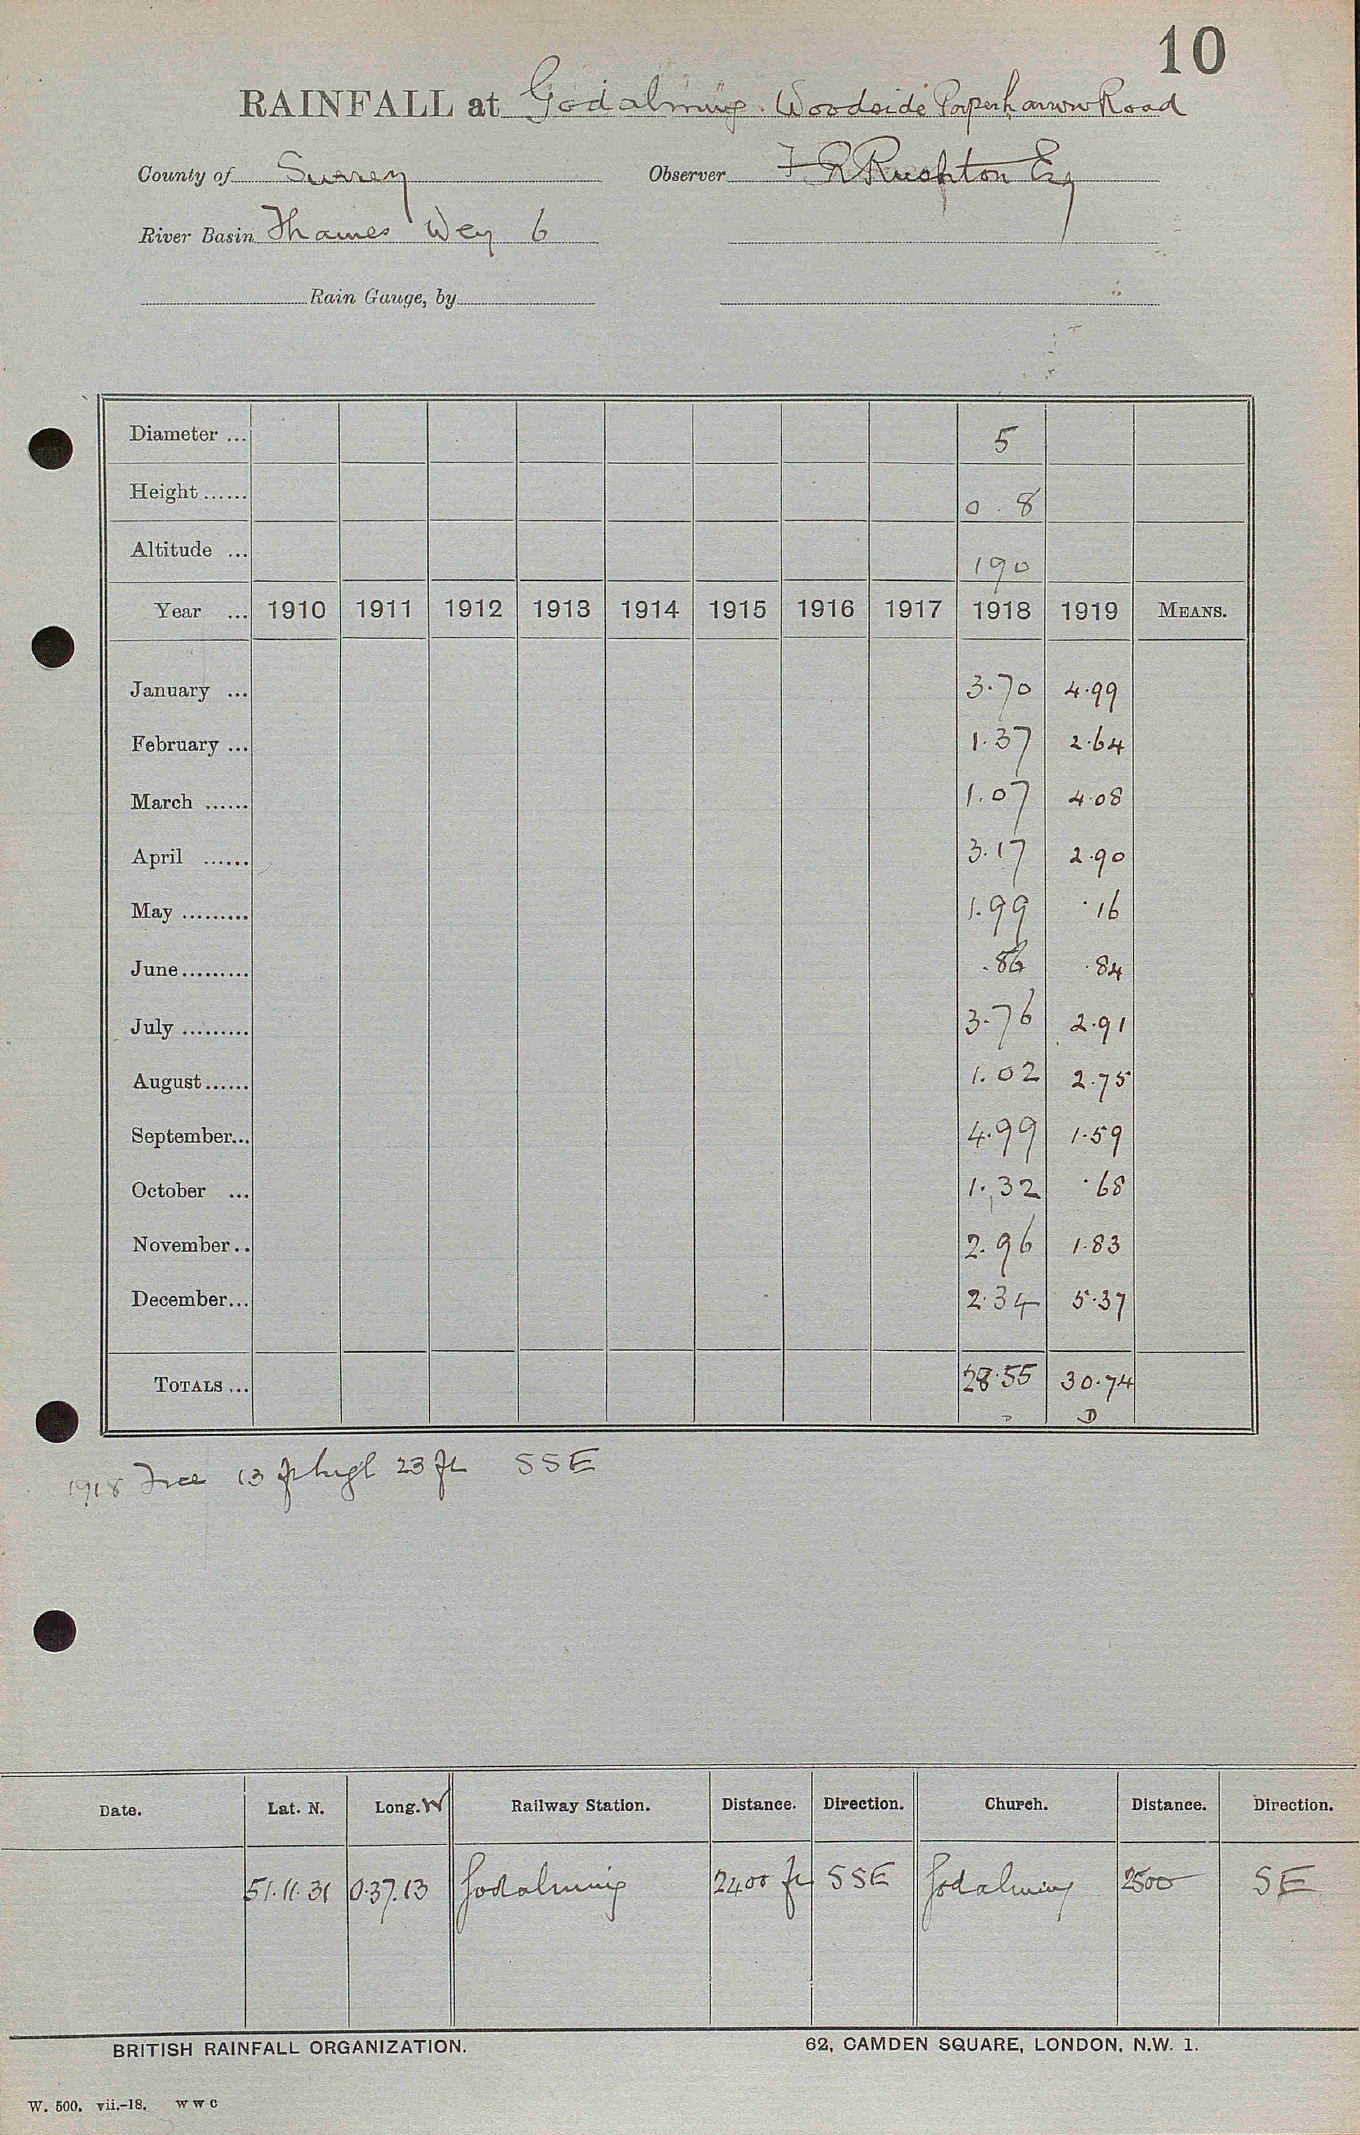 10
RAINFALL at Godalming. Woodside Peperharrow Road
County of Surrey Observer F R Rushton Esq
River Basin Thames Wey 6
Rain Gauge, by
Diameter ... 5
Height ...... 0.8
Altitude ... 190
Year ... 1910 1911 1912 1913 1914 1915 1916 1917 1918 1919 MEANS.
January ... 3.70 4.99
February ... 1.37 2.64
March ...... 1.07 4.08
April ...... 3.17 2.90
May ......... 1.99 .16
June ......... .86 .84
July ......... 3.76 2.91
August ...... 1.02 2.75
September... 4.99 1.59
October ... 1.32 .68
November .. 2.96 1.83
December... 2.34 5.37
TOTALS ... 28.55 30.74
D
1918 Tree 13 ft high 23 ft SSE
Date. Lat. N. Long. W Railway Station. Distance. Direction. Church. Distance. Direction.
51.11.31 0.37.13 Godalming 2400 ft SSE Godalming 2500 SE
BRITISH RAINFALL ORGANIZATION. 62, CAMDEN SQUARE, LONDON, N.W. 1.
W. 500. vii.-18. W W C